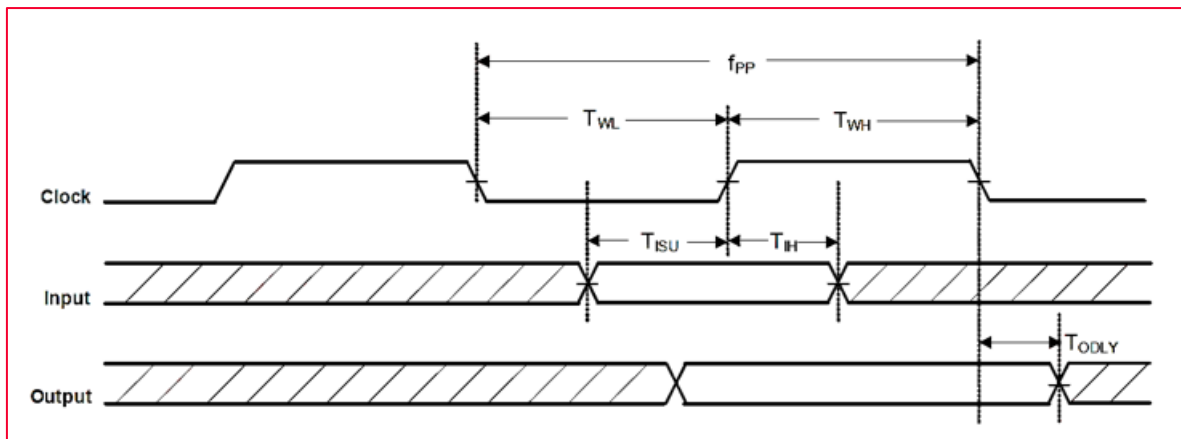 fPP
TWL
TWH
Clock
TISU
TIH
Input
TODLY
Output